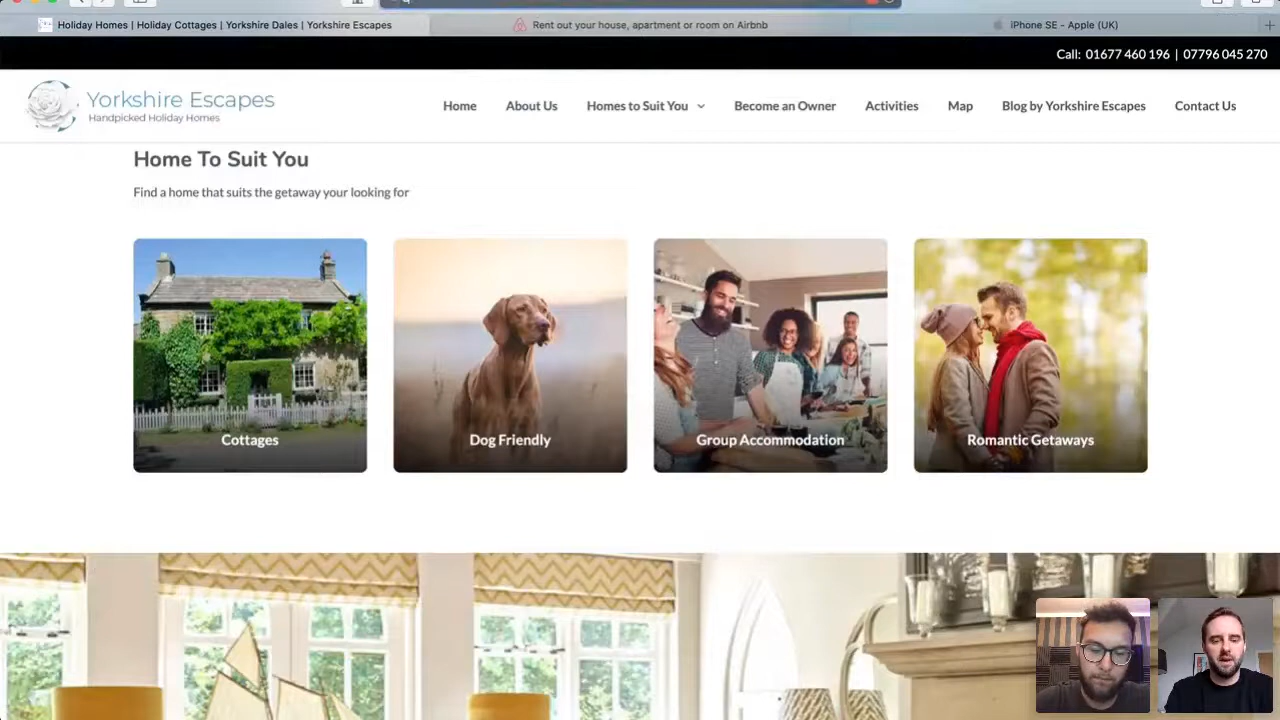 Holiday Homes | Holiday Cottages | Yorkshire Dales | Yorkshire Escapes
Rent out your house, apartment or room on Airbnb
iPhone SE - Apple (UK)
Call: 01677 460 196 | 07796 045 270
Yorkshire Escapes
Handpicked Holiday Homes
Home
About Us
Homes to Suit You
Become an Owner
Activities
Map
Blog by Yorkshire Escapes
Contact Us
Home To Suit You
Find a home that suits the getaway your looking for
Cottages
Dog Friendly
Group Accommodation
Romantic Getaways